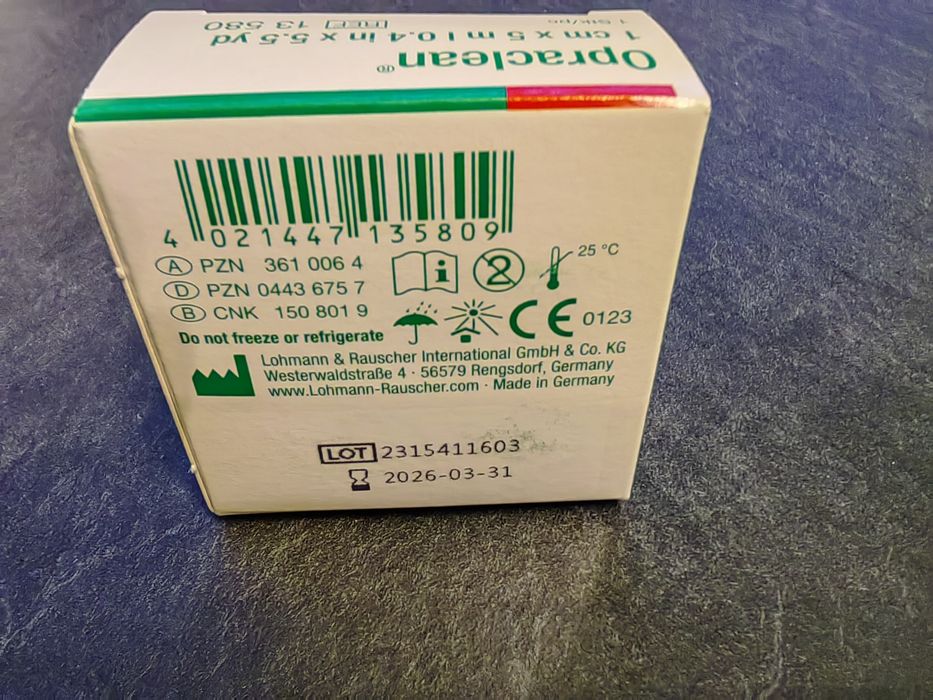 Opraclean®
1 cm x 5 m I 0.4 in x 5.5 yd
1 Stk/pc REF 13 580
4 021447 135809
A PZN 361 006 4
D PZN 0443 675 7
B CNK 150 801 9
i 2 25 °C
CE 0123
Do not freeze or refrigerate
Lohmann & Rauscher International GmbH & Co. KG
Westerwaldstraße 4 · 56579 Rengsdorf, Germany
www.Lohmann-Rauscher.com · Made in Germany
LOT 2315411603
2026-03-31